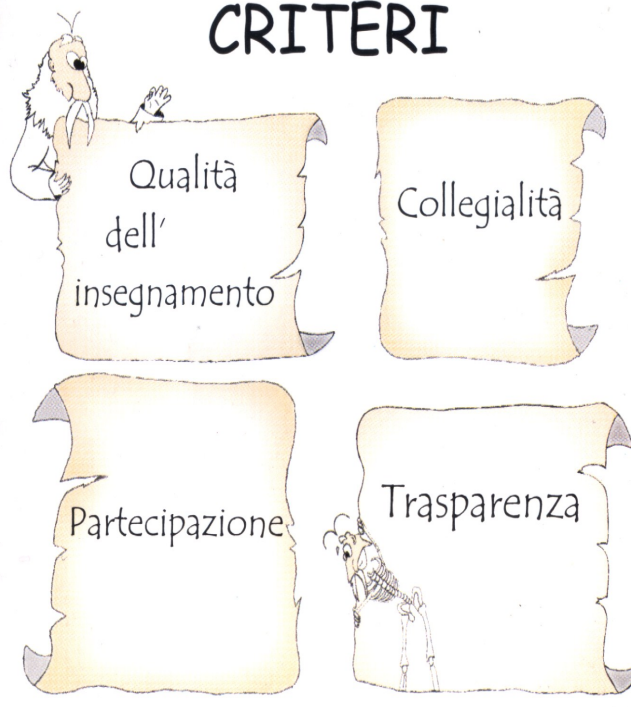 CRITERI
Qualità
dell'
insegnamento
Collegialità
Partecipazione
Trasparenza